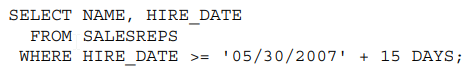 SELECT NAME, HIRE_DATE
FROM SALESREPS
WHERE HIRE_DATE >= '05/30/2007' + 15 DAYS;